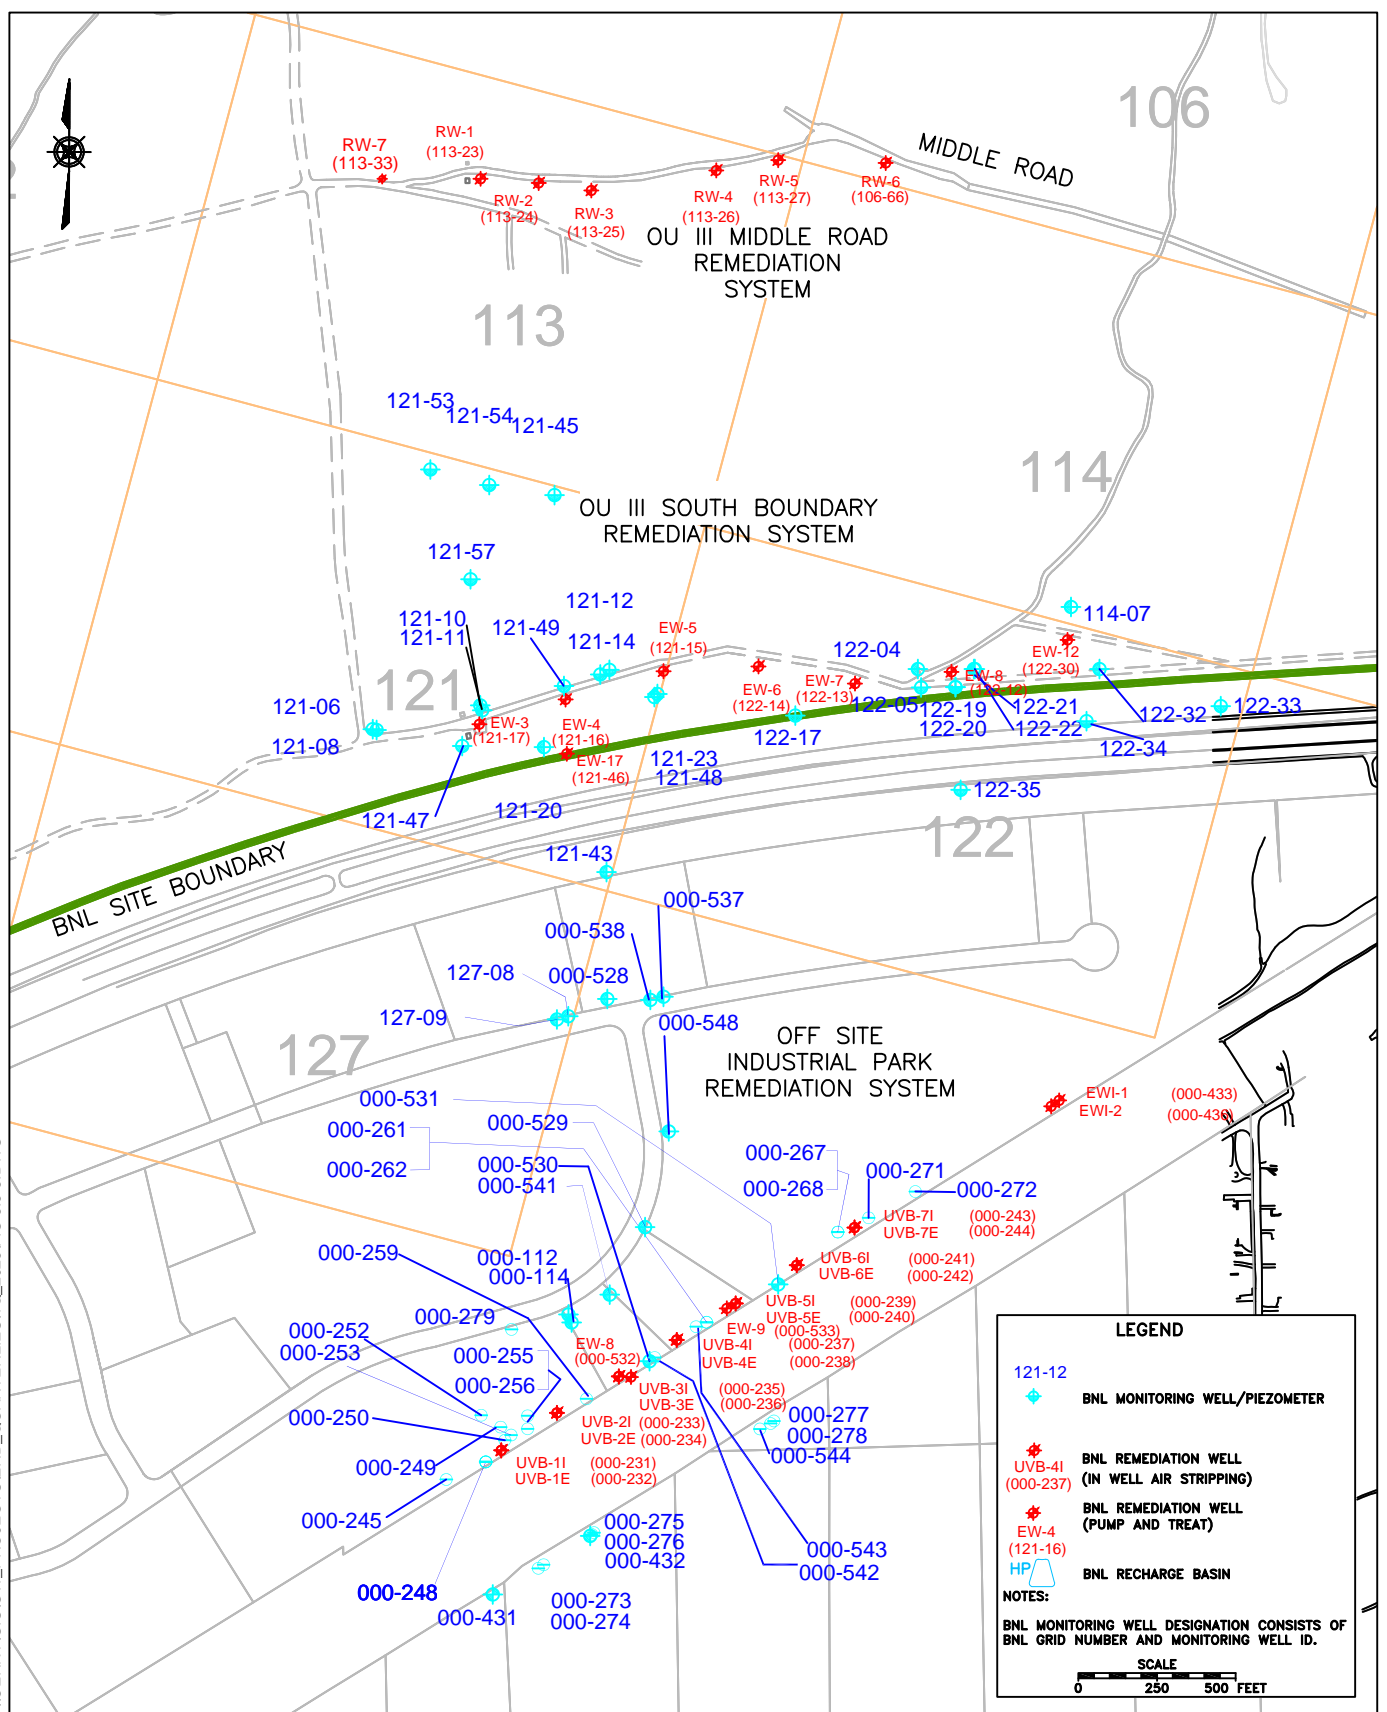 106
MIDDLE ROAD
RW-7
(113-33)
RW-1
(113-23)
RW-2
(113-24)
RW-3
(113-25)
RW-4
(113-26)
RW-5
(113-27)
RW-6
(106-66)
OU III MIDDLE ROAD
REMEDIATION
SYSTEM
113
121-53
121-54
121-45
114
OU III SOUTH BOUNDARY
REMEDIATION SYSTEM
121-57
121-10
121-11
121-49
121-12
121-14
EW-5
(121-15)
122-04
114-07
EW-12
(122-30)
121
EW-6
(122-14)
EW-7
(122-13)
EW-8
(122-12)
121-06
121-08
EW-3
(121-17)
EW-4
(121-16)
EW-17
(121-46)
122-05
122-19
122-20
122-21
122-22
122-32
122-33
122-34
122-17
121-23
121-48
122-35
121-47
121-20
122
121-43
BNL SITE BOUNDARY
000-537
000-538
127-08
000-528
127-09
000-548
127
OFF SITE
INDUSTRIAL PARK
REMEDIATION SYSTEM
000-531
EWI-1 (000-433)
EWI-2 (000-436)
000-261
000-529
000-262
000-530
000-541
000-267
000-268
000-271
000-272
UVB-7I (000-243)
UVB-7E (000-244)
000-259
000-112
000-114
UVB-6I (000-241)
UVB-6E (000-242)
000-279
UVB-5I (000-239)
UVB-5E (000-240)
EW-9 (000-533)
UVB-4I (000-237)
UVB-4E (000-238)
000-252
000-253
EW-8
(000-532)
000-255
000-256
UVB-3I (000-235)
UVB-3E (000-236)
000-250
UVB-2I (000-233)
UVB-2E (000-234)
000-277
000-278
000-544
000-249
UVB-1I (000-231)
UVB-1E (000-232)
000-245
000-275
000-276
000-432
000-543
000-542
000-248
000-431
000-273
000-274
LEGEND
121-12
BNL MONITORING WELL/PIEZOMETER
UVB-4I
(000-237)
BNL REMEDIATION WELL
(IN WELL AIR STRIPPING)
EW-4
(121-16)
BNL REMEDIATION WELL
(PUMP AND TREAT)
HP
BNL RECHARGE BASIN
NOTES:
BNL MONITORING WELL DESIGNATION CONSISTS OF
BNL GRID NUMBER AND MONITORING WELL ID.
SCALE
0 250 500 FEET